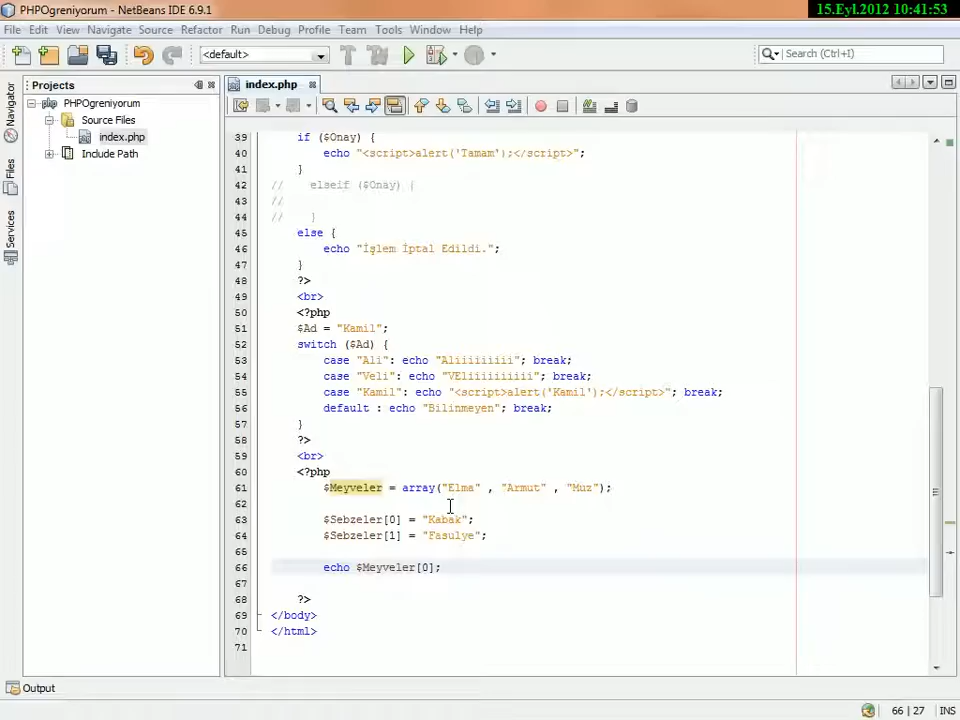 PHPOgreniyorum - NetBeans IDE 6.9.1
15.Eyl.2012 10:41:53
File Edit View Navigate Source Refactor Run Debug Profile Team Tools Window Help
<default>
Search (Ctrl+I)
Projects
index.php
Navigator
Files
Services
PHPOgreniyorum
Source Files
index.php
Include Path
39 if ($Onay) {
40 echo "<script>alert('Tamam');</script>";
41 }
42 // elseif ($Onay) {
43 //
44 // }
45 else {
46 echo "İşlem İptal Edildi.";
47 }
48 ?>
49 <br>
50 <?php
51 $Ad = "Kamil";
52 switch ($Ad) {
53 case "Ali": echo "Aliiiiiiii"; break;
54 case "Veli": echo "VEliiiiiiiiii"; break;
55 case "Kamil": echo "<script>alert('Kamil');</script>"; break;
56 default : echo "Bilinmeyen"; break;
57 }
58 ?>
59 <br>
60 <?php
61 $Meyveler = array("Elma" , "Armut" , "Muz");
62
63 $Sebzeler[0] = "Kabak";
64 $Sebzeler[1] = "Fasulye";
65
66 echo $Meyveler[0];
67
68 ?>
69 </body>
70 </html>
71
Output
66 | 27 INS